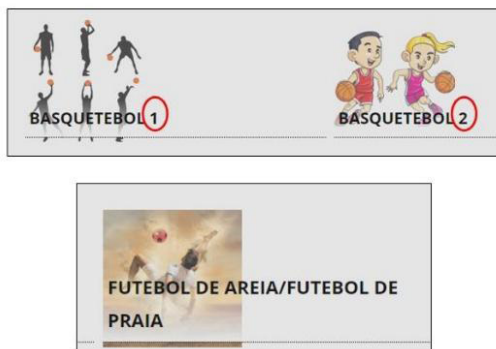 BASQUETEBOL 1
BASQUETEBOL 2
FUTEBOL DE AREIA/FUTEBOL DE
PRAIA